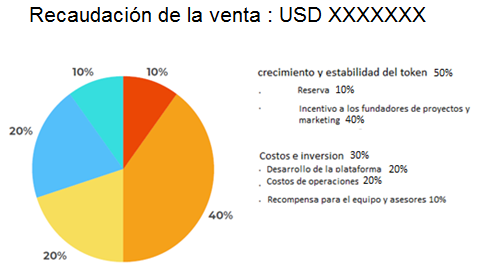 Recaudación de la venta : USD XXXXXXX
10%
10%
20%
40%
20%
crecimiento y estabilidad del token 50%
Reserva 10%
Incentivo a los fundadores de proyectos y
marketing 40%
Costos e inversion 30%
Desarrollo de la olataforma 20%
Costos de operaciones 20%
Recompensa para el equipo y asesores 10%